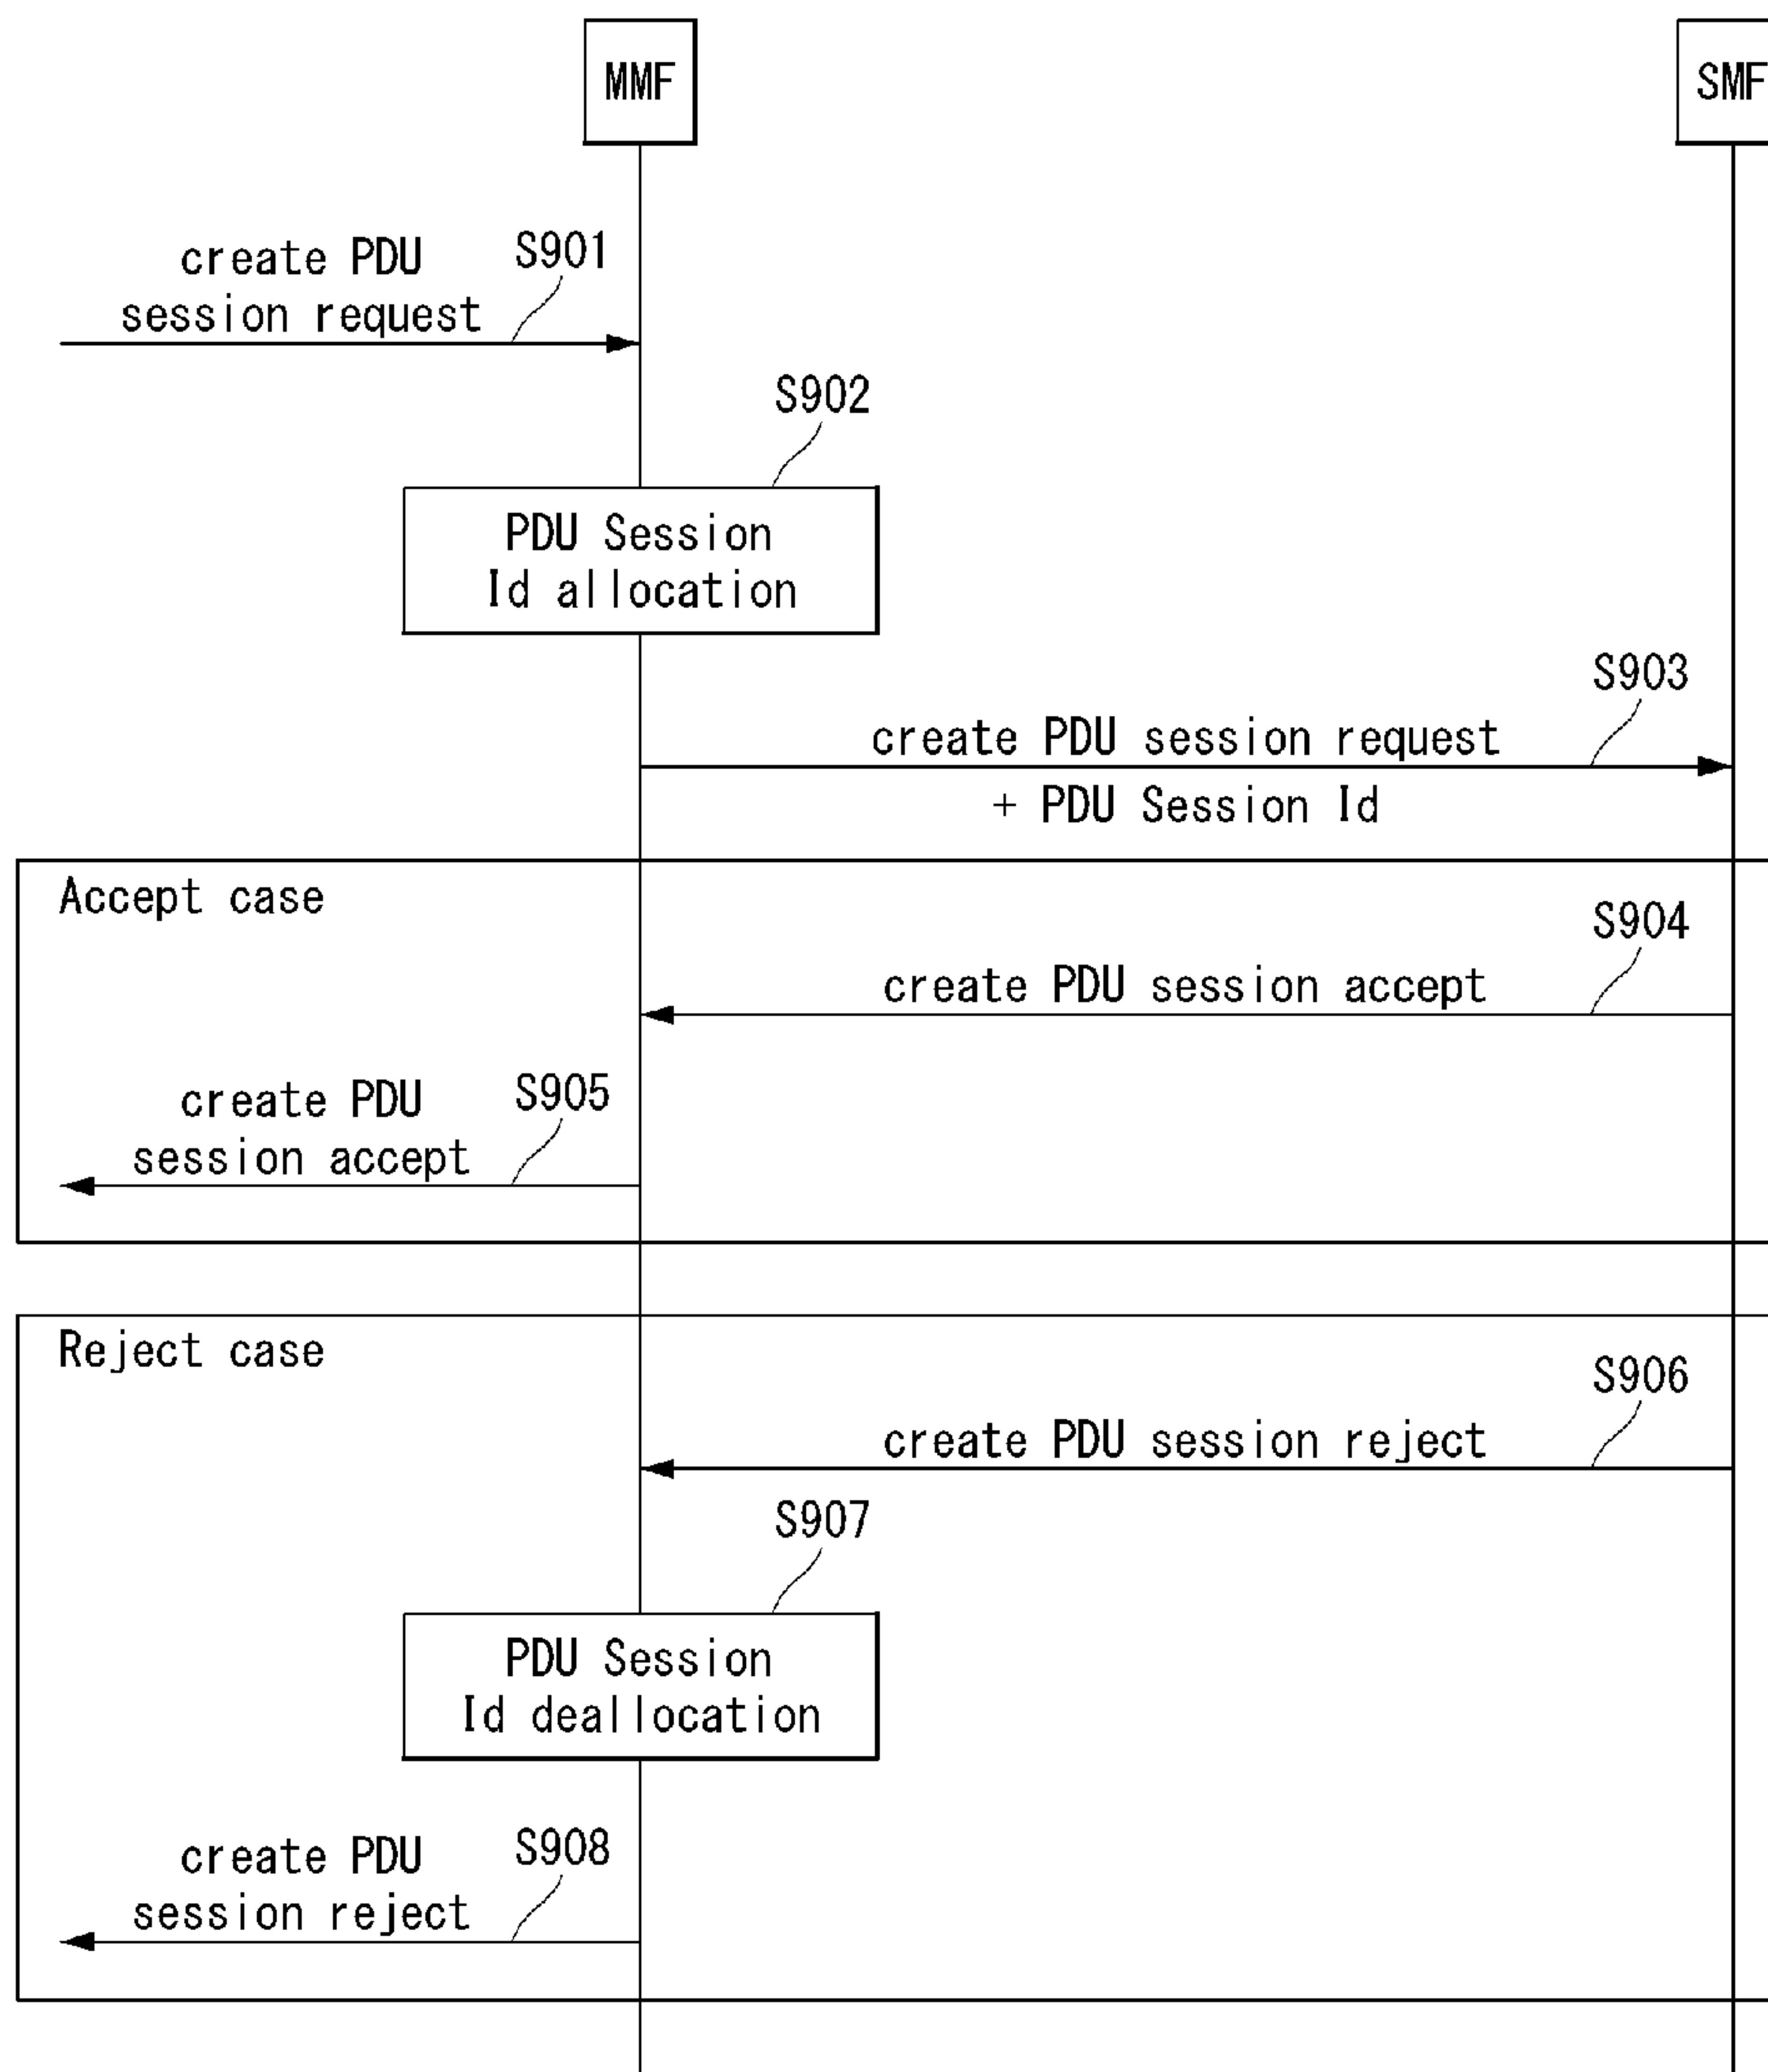 MMF
SMF
create PDU
session request
S901
S902
PDU Session
Id allocation
S903
create PDU session request
+ PDU Session Id
Accept case
S904
create PDU session accept
create PDU
session accept
S905
Reject case
S906
create PDU session reject
S907
PDU Session
Id deallocation
create PDU
session reject
S908